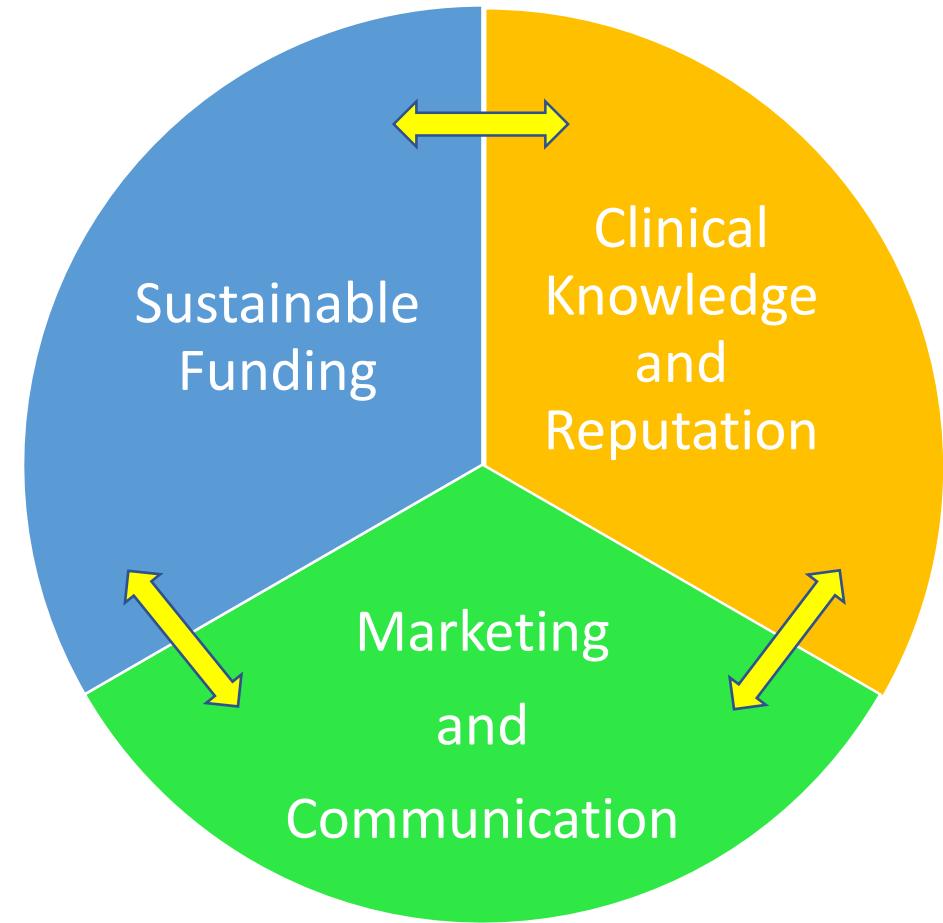 Sustainable
Funding
Clinical
Knowledge
and
Reputation
Marketing
and
Communication